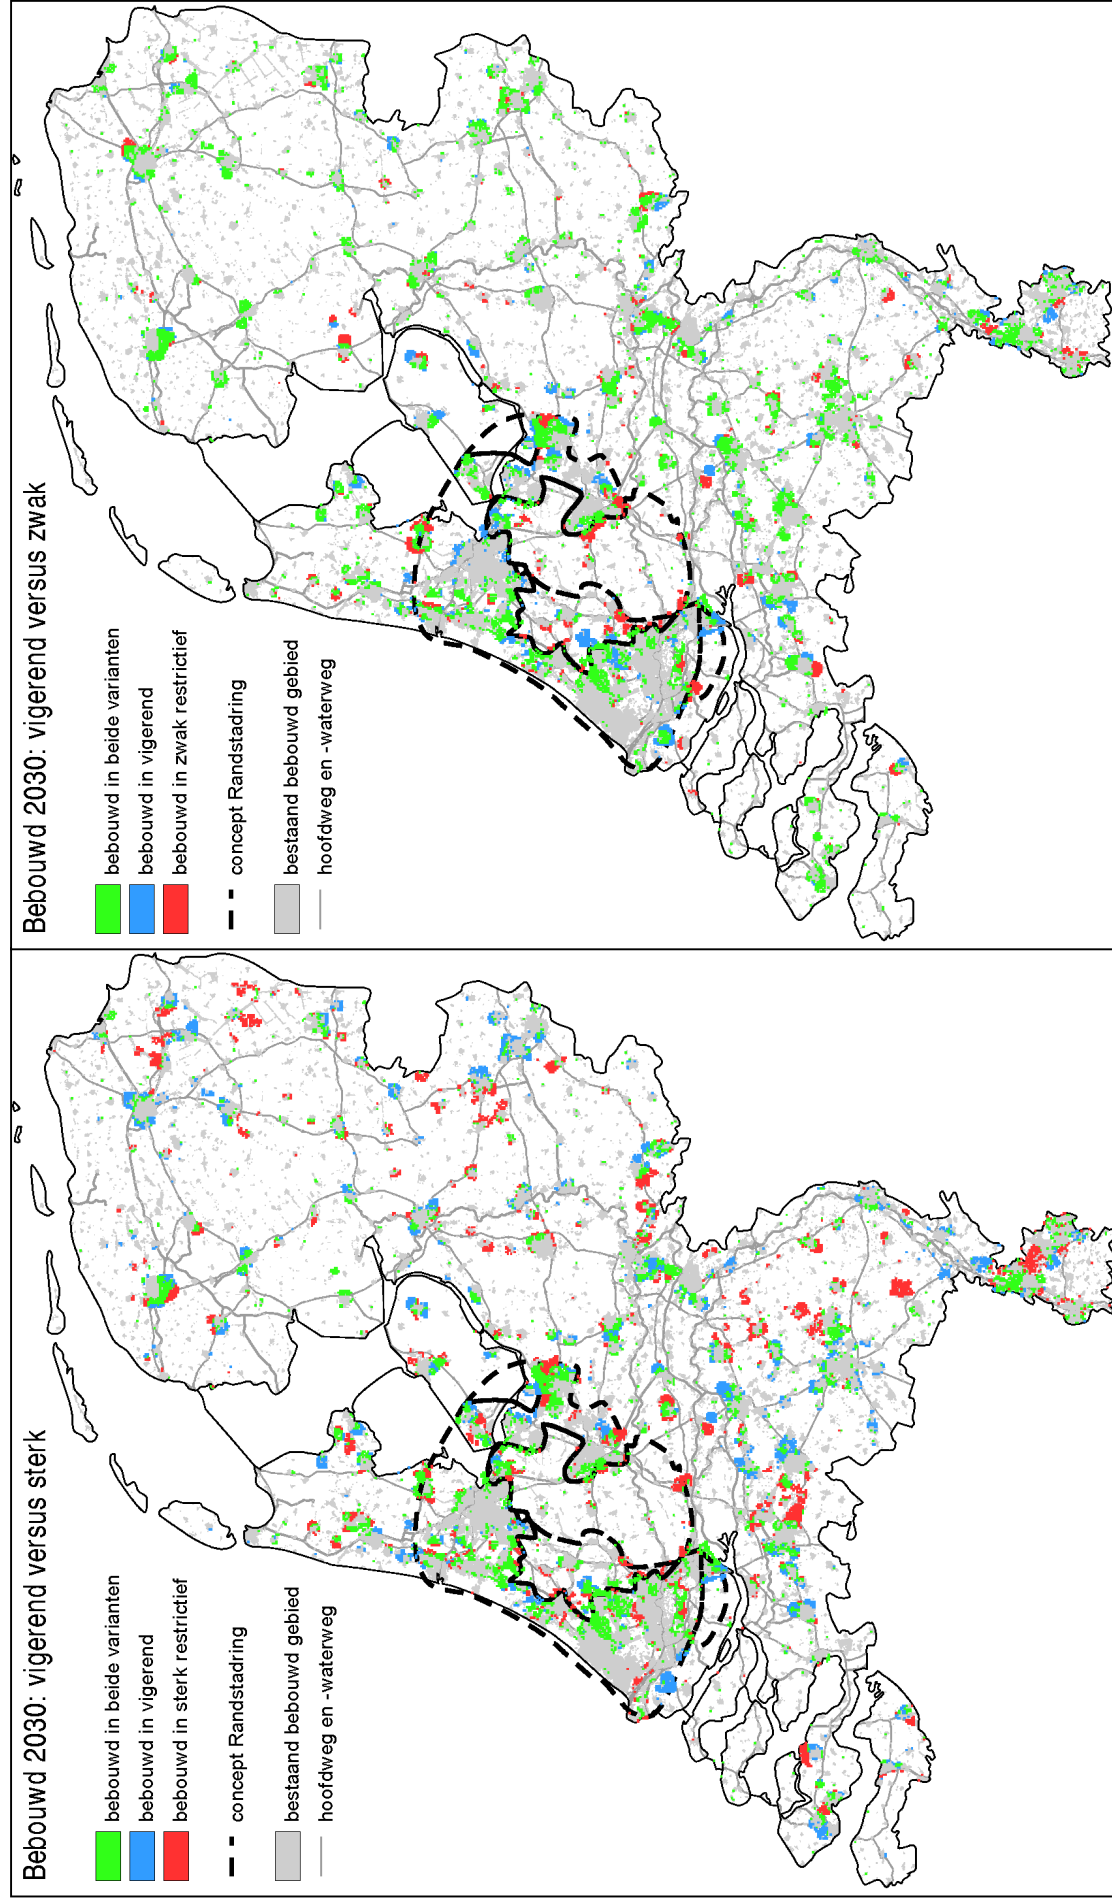 Bebouwd 2030: vigerend versus sterk
bebouwd in beide varianten
bebouwd in vigerend
bebouwd in sterk restrictief
concept Randstadring
bestaand bebouwd gebied
hoofdweg en -waterweg
Bebouwd 2030: vigerend versus zwak
bebouwd in beide varianten
bebouwd in vigerend
bebouwd in zwak restrictief
concept Randstadring
bestaand bebouwd gebied
hoofdweg en -waterweg